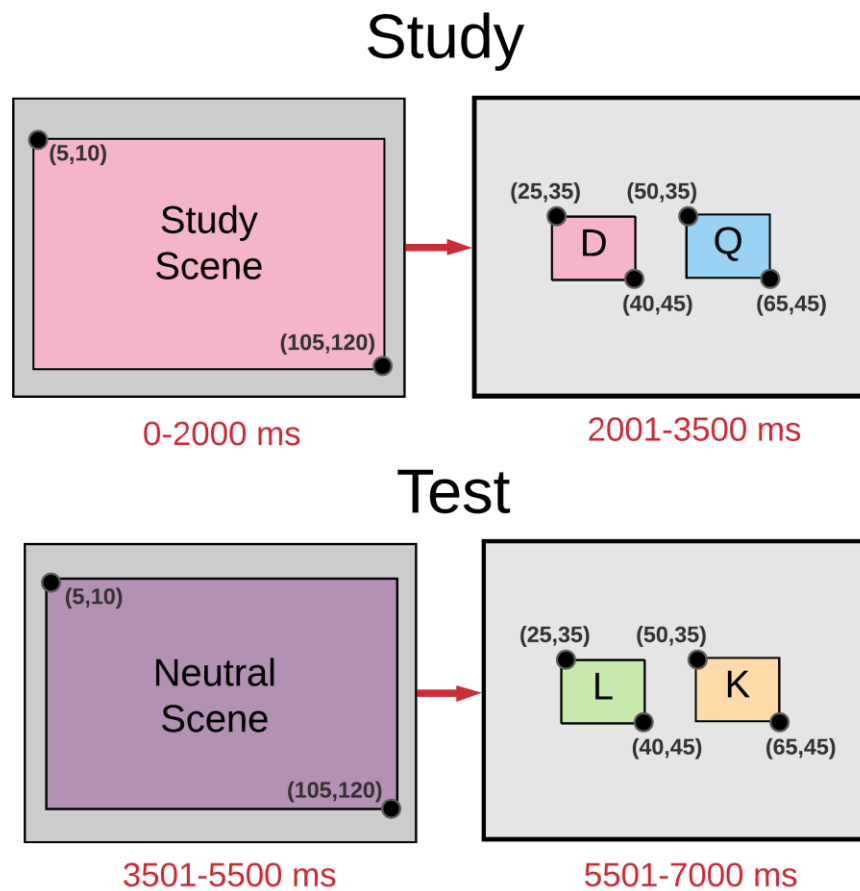 Study
(5,10)
Study
Scene
(105,120)
0-2000 ms
(25,35)
(50,35)
D
Q
(40,45)
(65,45)
2001-3500 ms
Test
(5,10)
Neutral
Scene
(105,120)
3501-5500 ms
(25,35)
(50,35)
L
K
(40,45)
(65,45)
5501-7000 ms